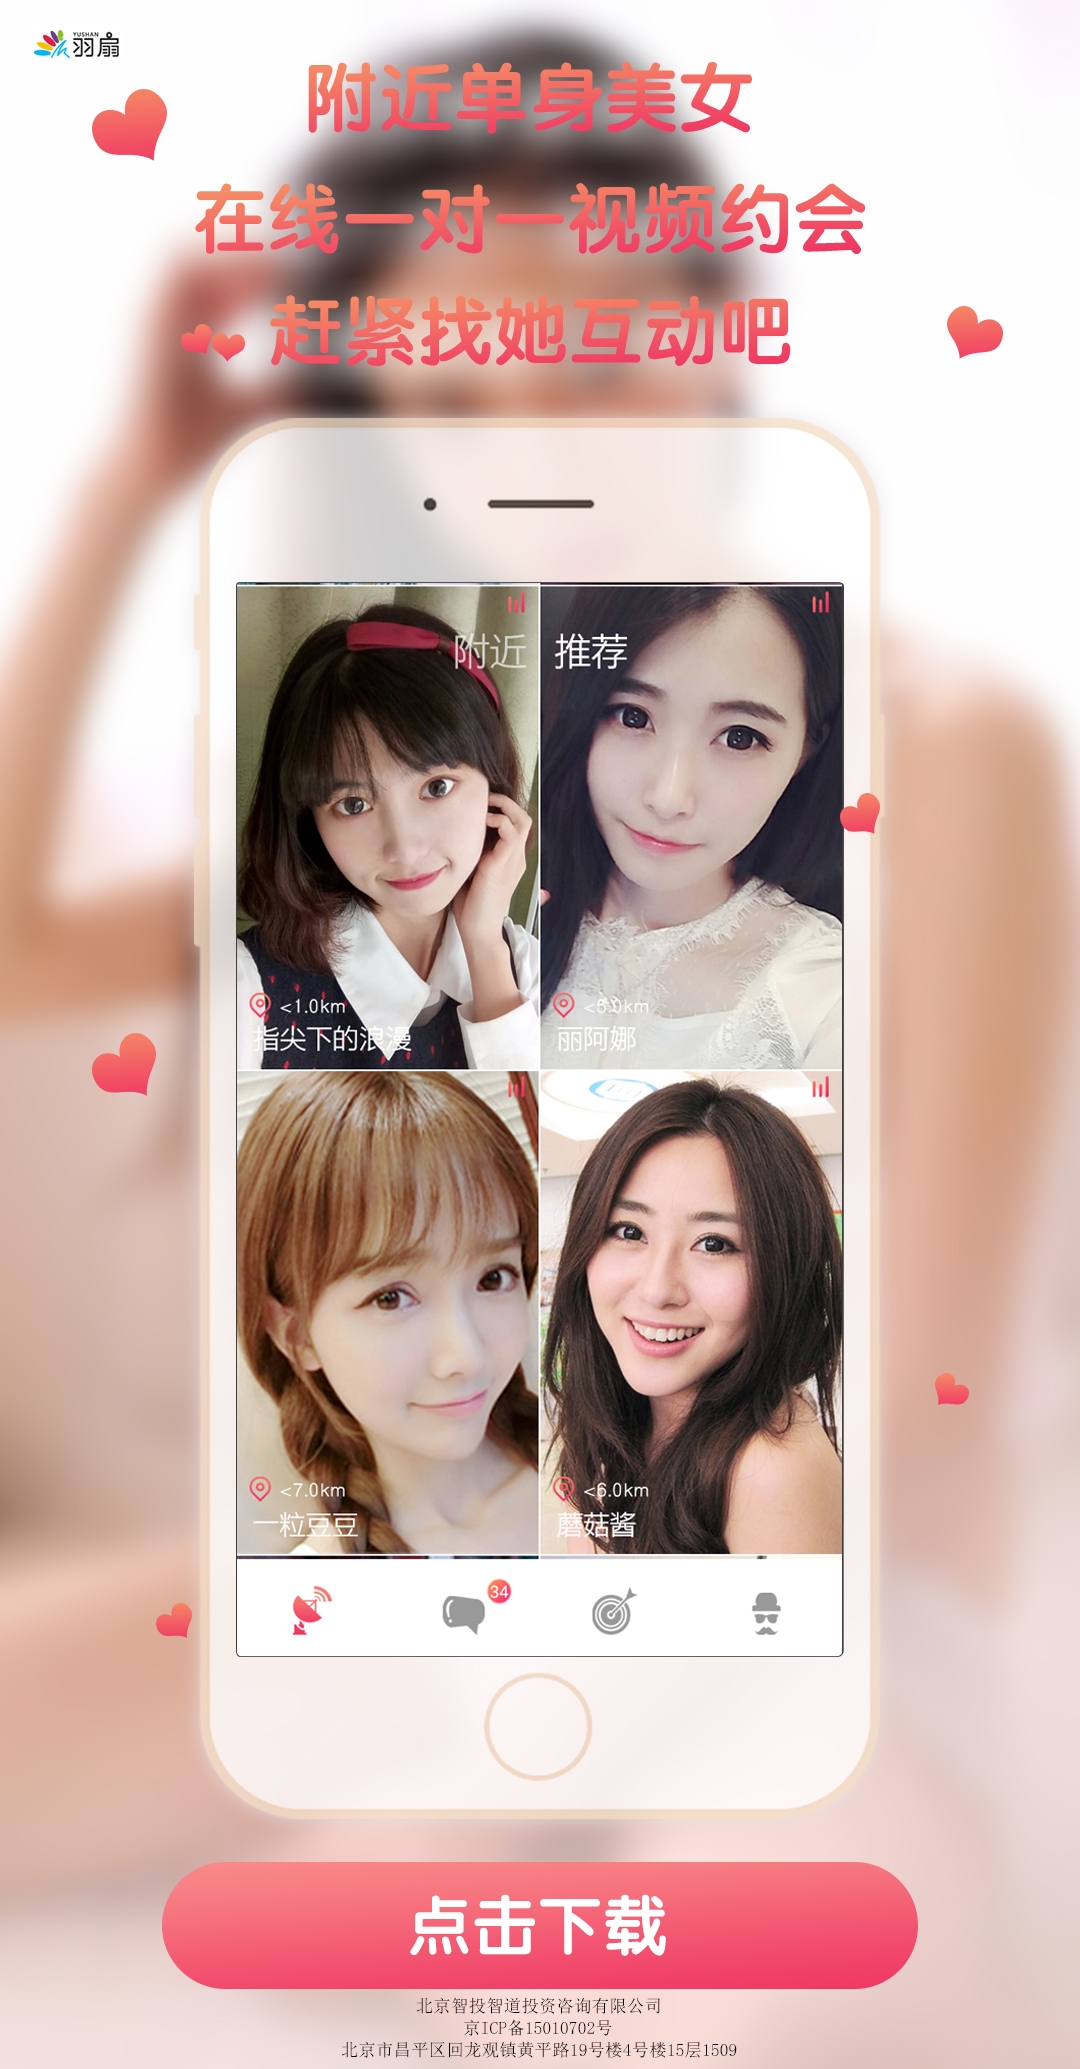 YUSHAN
羽扇
附近单身美女
在线一对一视频约会
赶紧找她互动吧
附近
推荐
<1.0km
指尖下的浪漫
<5.0km
丽阿娜
<7.0km
一粒豆豆
<6.0km
蘑菇酱
34
点击下载
北京智投智道投资咨询有限公司
京ICP备15010702号
北京市昌平区回龙观镇黄平路19号楼4号楼15层1509